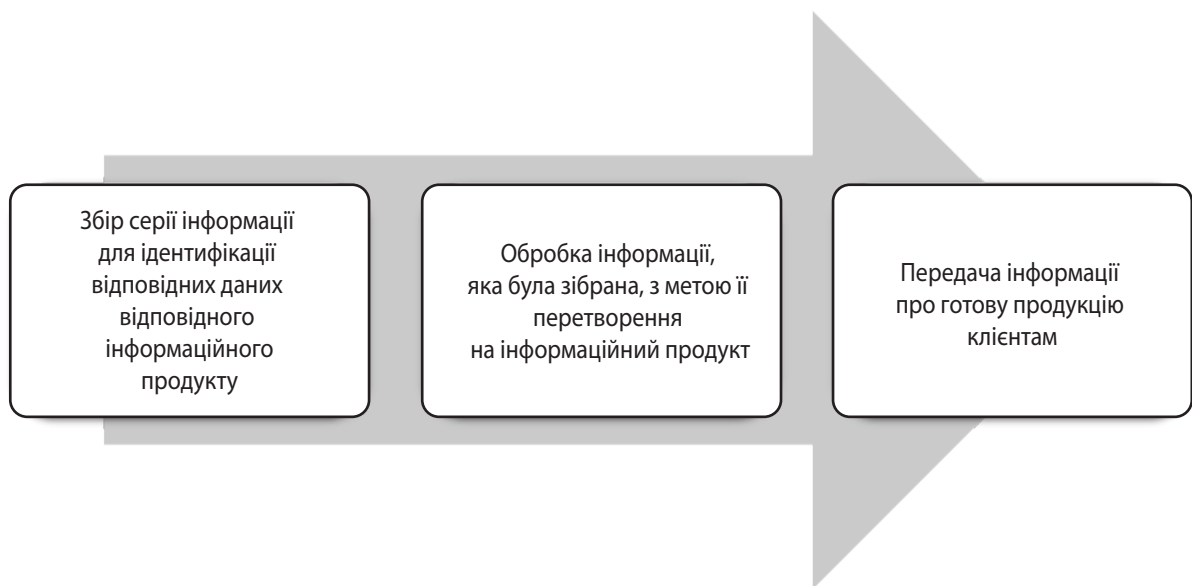 Збір серії інформації
для ідентифікації
відповідних даних
відповідного
інформаційного
продукту
Обробка інформації,
яка була зібрана, з метою її
перетворення
на інформаційний продукт
Передача інформації
про готову продукцію
клієнтам